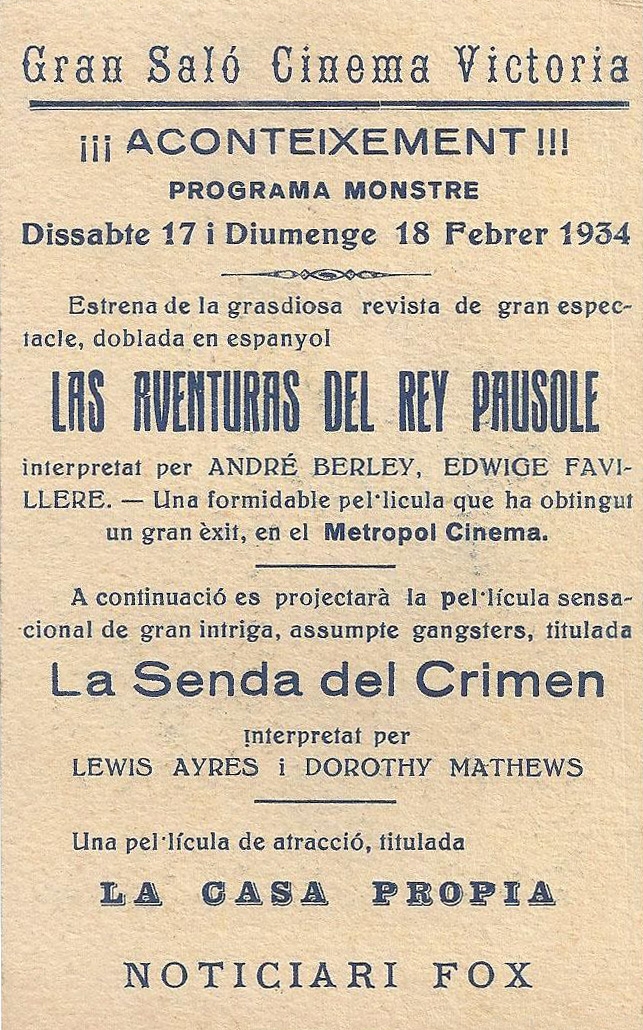 Gran Saló Cinema Victoria
¡¡¡ ACONTEIXEMENT !!!
PROGRAMA MONSTRE
Dissabte 17 i Diumenge 18 Febrer 1934
Estrena de la grasdiosa revista de gran espec-
tacle, doblada en espanyol
LAS AVENTURAS DEL REY PAUSOLE
interpretat per ANDRÉ BERLEY, EDWIGE FAVI-
LLERE. — Una formidable pel·licula que ha obtingut
un gran èxit, en el Metropol Cinema.
A continuació es projectarà la pel·lícula sensa-
cional de gran intriga, assumpte gangsters, titulada
La Senda del Crimen
interpretat per
LEWIS AYRES i DOROTHY MATHEWS
Una pel·lícula de atracció, titulada
LA CASA PROPIA
NOTICIARI FOX